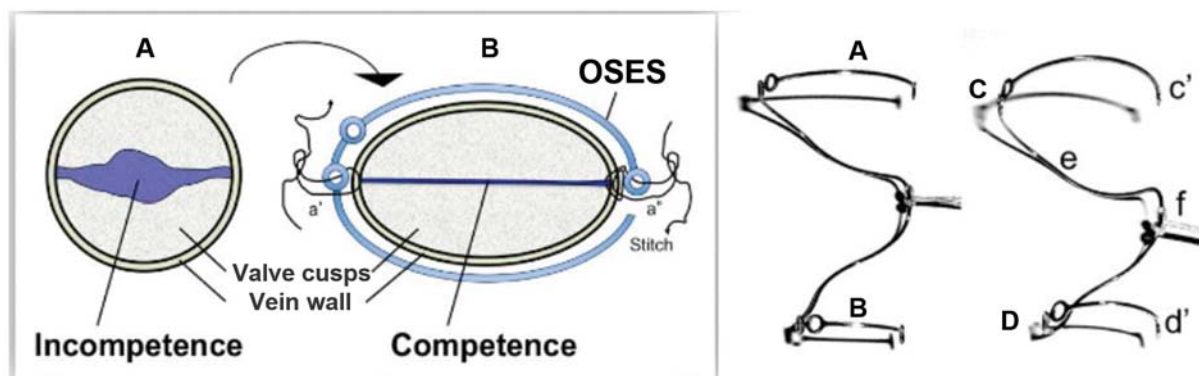 A
B
OSES
a'
a"
Stitch
Valve cusps
Vein wall
Incompetence
Competence
A
C
c'
e
f
B
D
d'